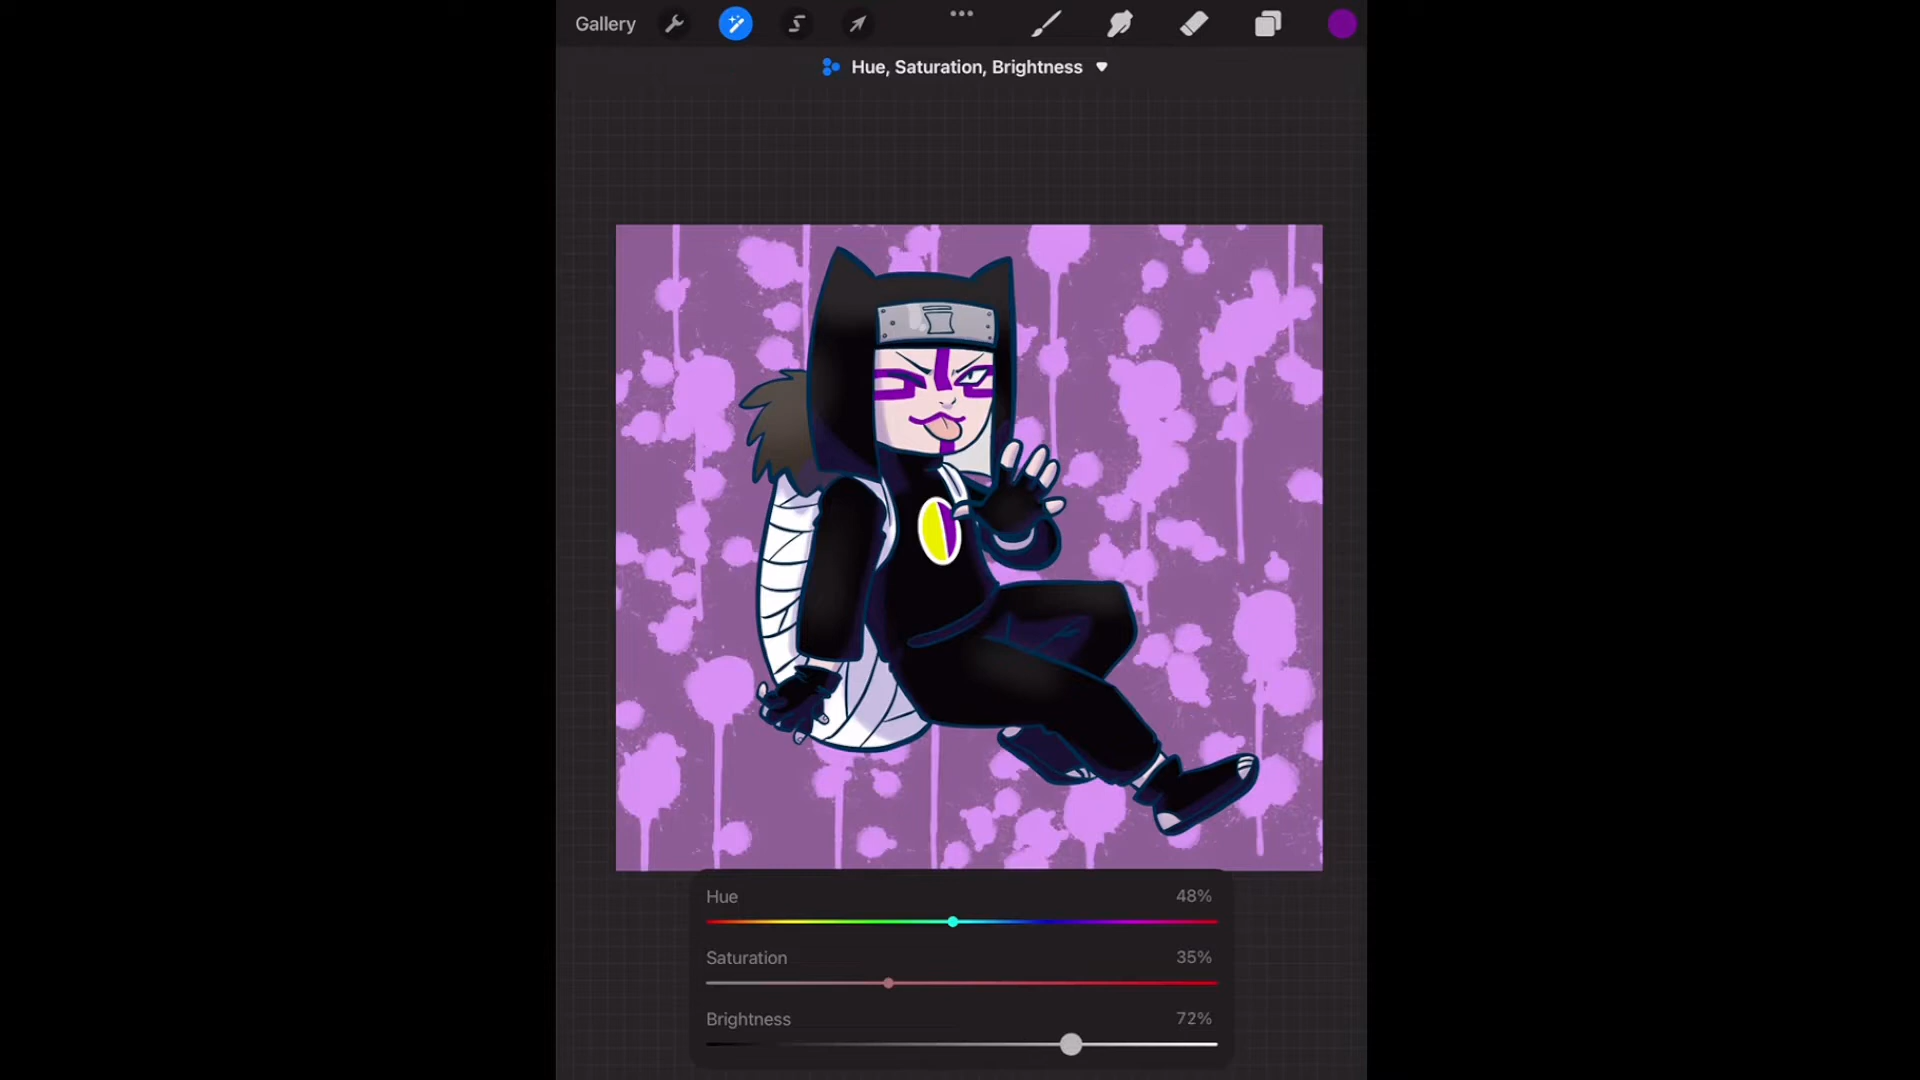 Gallery
Hue, Saturation, Brightness
Hue 48%
Saturation 35%
Brightness 72%